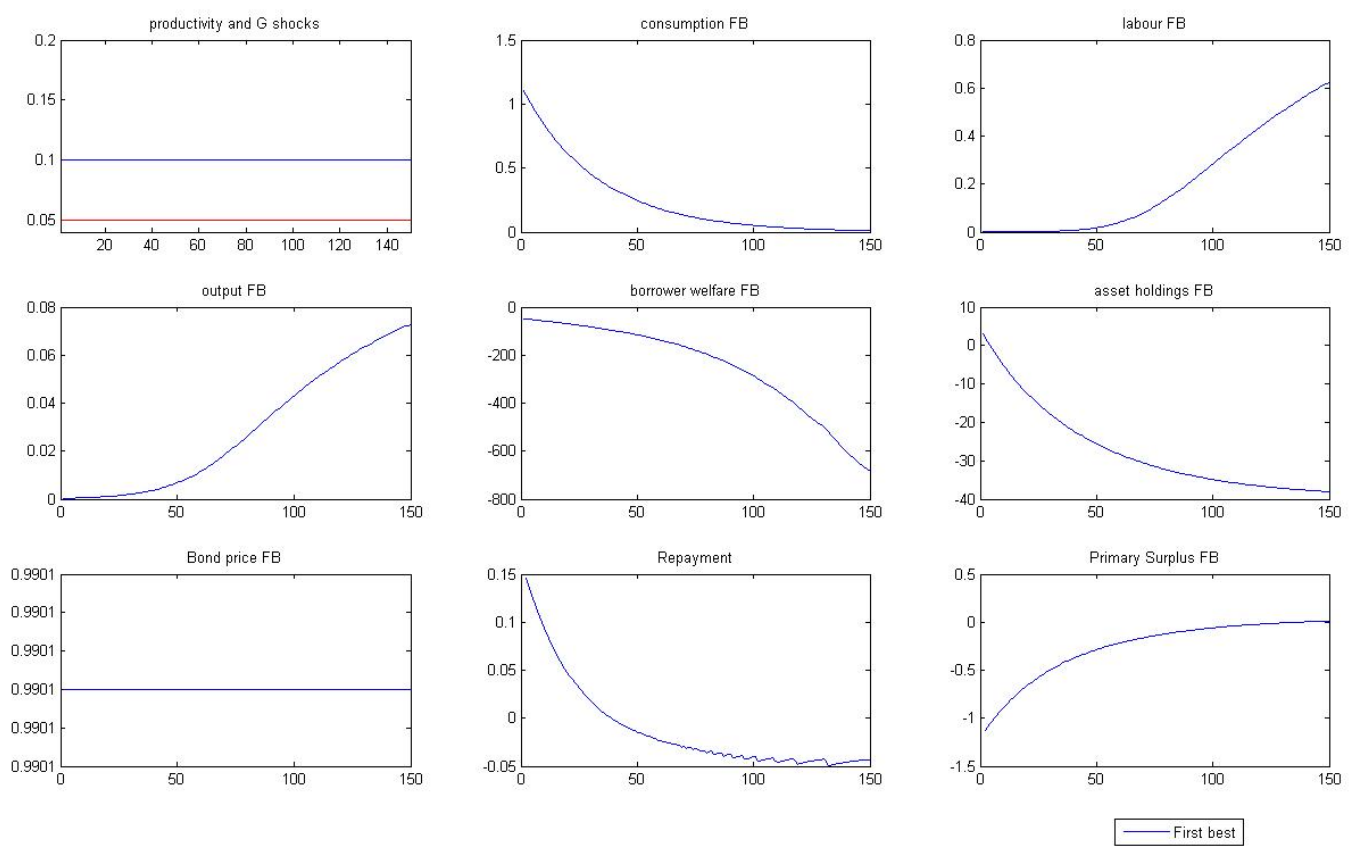 productivity and G shocks
0.2
0.15
0.1
0.05
20 40 60 80 100 120 140
consumption FB
1.5
1
0.5
0
0 50 100 150
labour FB
0.8
0.6
0.4
0.2
0
0 50 100 150
output FB
0.08
0.06
0.04
0.02
0
0 50 100 150
borrower welfare FB
0
-200
-400
-600
-800
0 50 100 150
asset holdings FB
10
0
-10
-20
-30
-40
0 50 100 150
Bond price FB
0.9901
0.9901
0.9901
0.9901
0.9901
0.9901
0 50 100 150
Repayment
0.15
0.1
0.05
0
-0.05
0 50 100 150
Primary Surplus FB
0.5
0
-0.5
-1
-1.5
0 50 100 150
First best